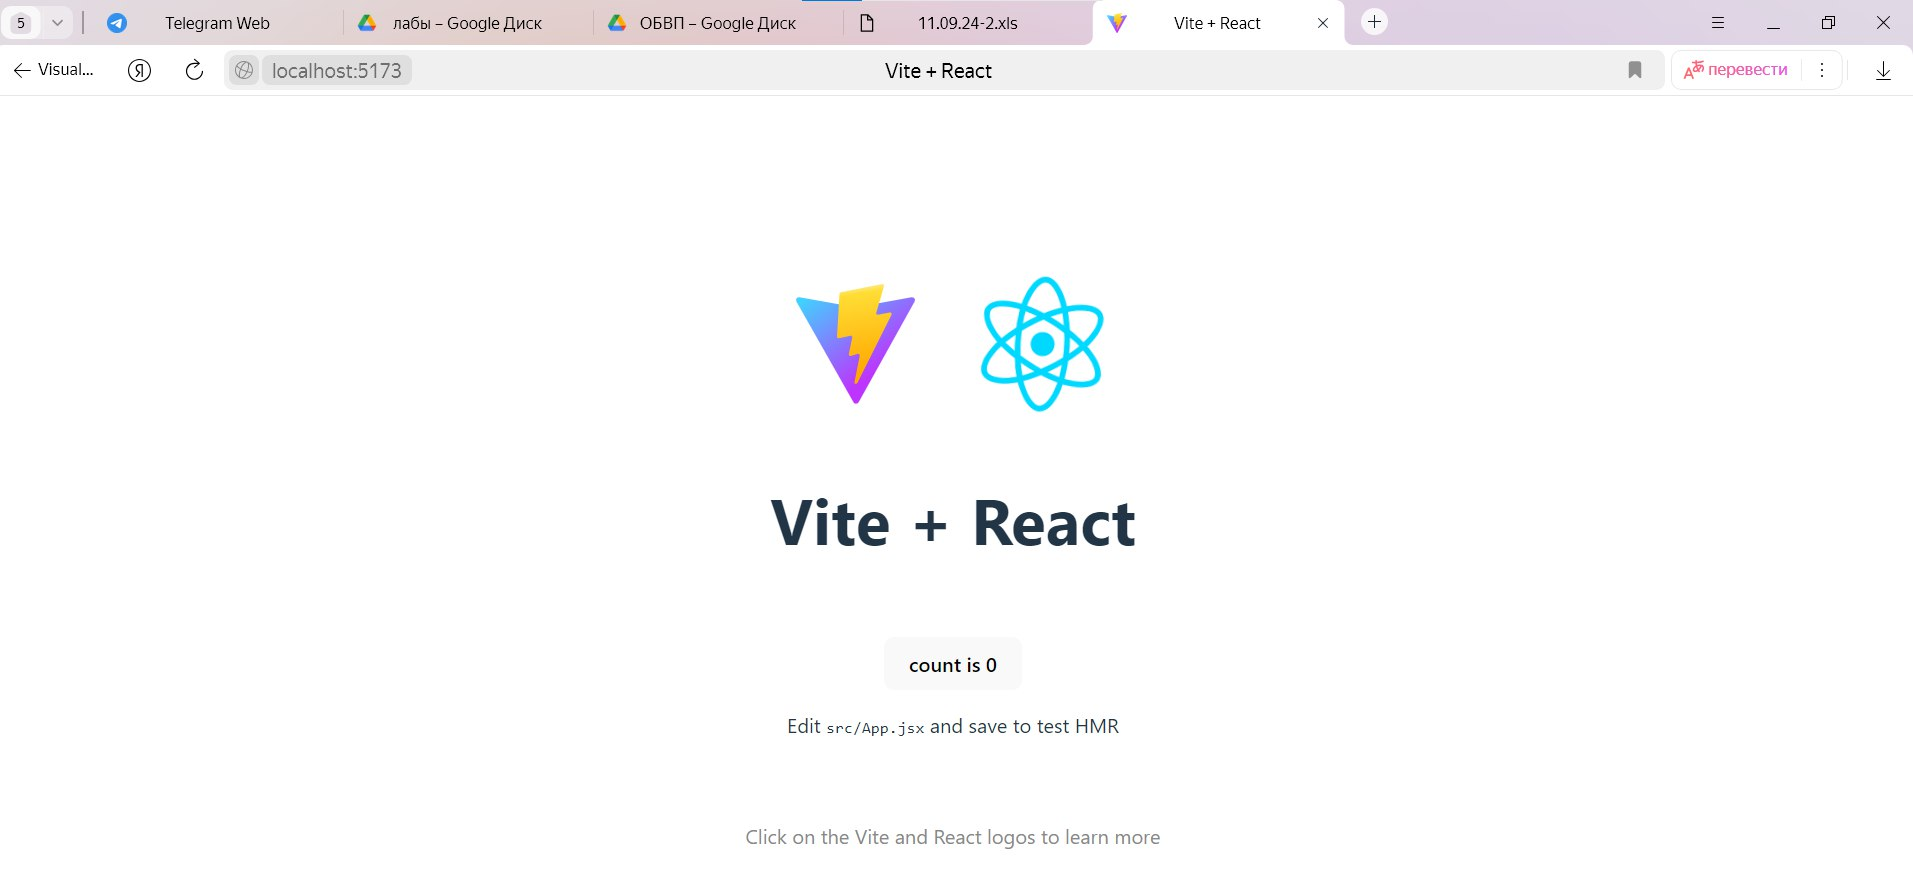 5
Telegram Web
лабы – Google Диск
ОБВП – Google Диск
11.09.24-2.xls
Vite + React
Visual...
Я
localhost:5173
Vite + React
перевести
Vite + React
count is 0
Edit src/App.jsx and save to test HMR
Click on the Vite and React logos to learn more